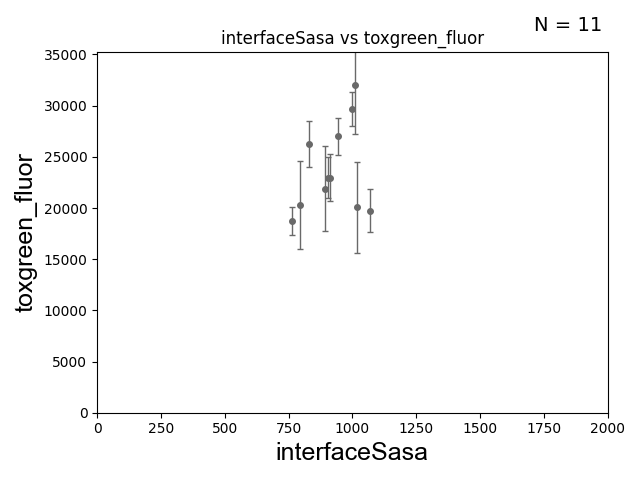 N = 11
interfaceSasa vs toxgreen_fluor
35000
30000
25000
20000
15000
10000
5000
0
toxgreen_fluor
0 250 500 750 1000 1250 1500 1750 2000
interfaceSasa